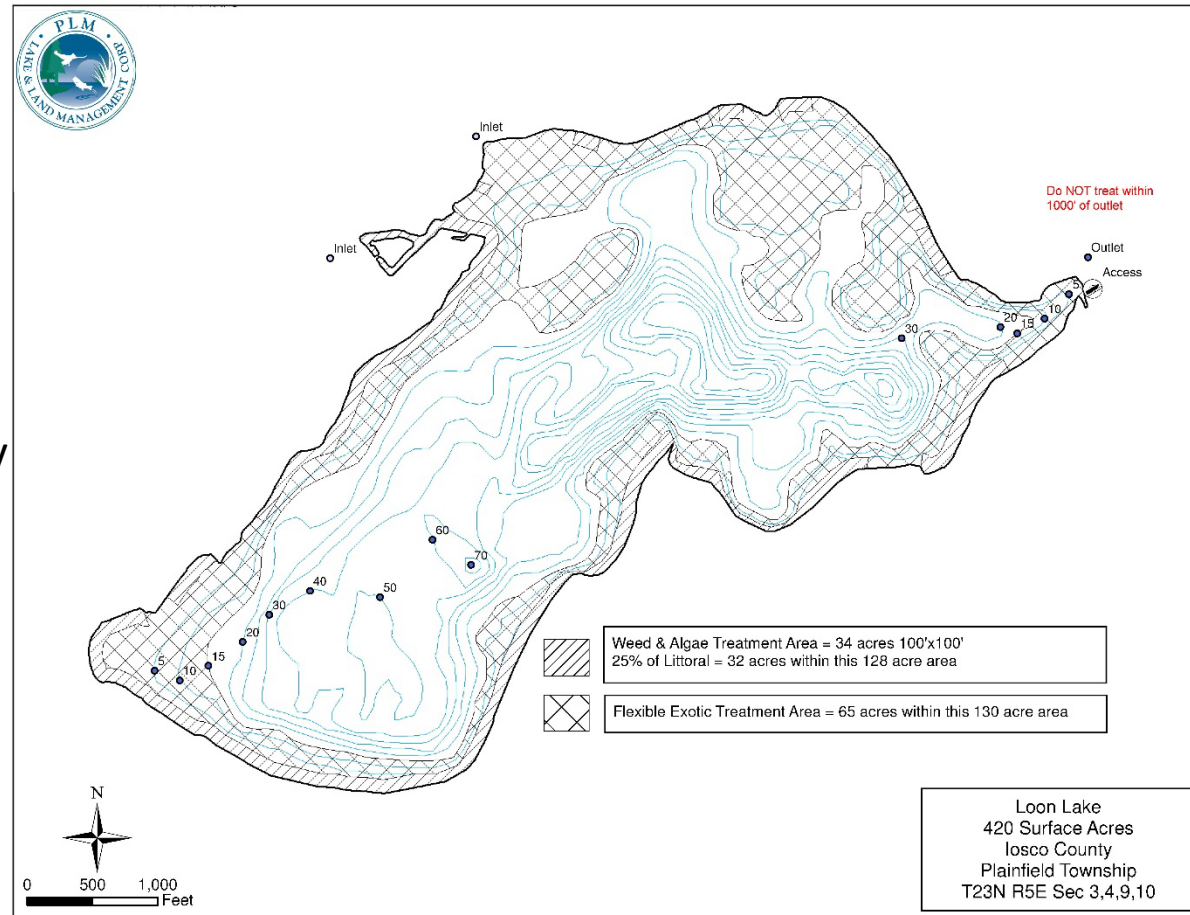 PLM
LAKE & LAND MANAGEMENT CORP
Inlet
Inlet
Do NOT treat within
1000' of outlet
Outlet
Access
5
10
15
20
30
60
70
40
50
30
20
15
5
10
Weed & Algae Treatment Area = 34 acres 100'x100'
25% of Littoral = 32 acres within this 128 acre area
Flexible Exotic Treatment Area = 65 acres within this 130 acre area
N
0 500 1,000
Feet
Loon Lake
420 Surface Acres
Iosco County
Plainfield Township
T23N R5E Sec 3,4,9,10